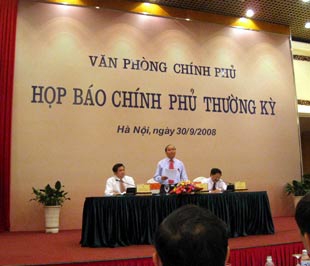 VĂN PHÒNG CHÍNH PHỦ
HỌP BÁO CHÍNH PHỦ THƯỜNG KỲ
Hà Nội, ngày 30/9/2008